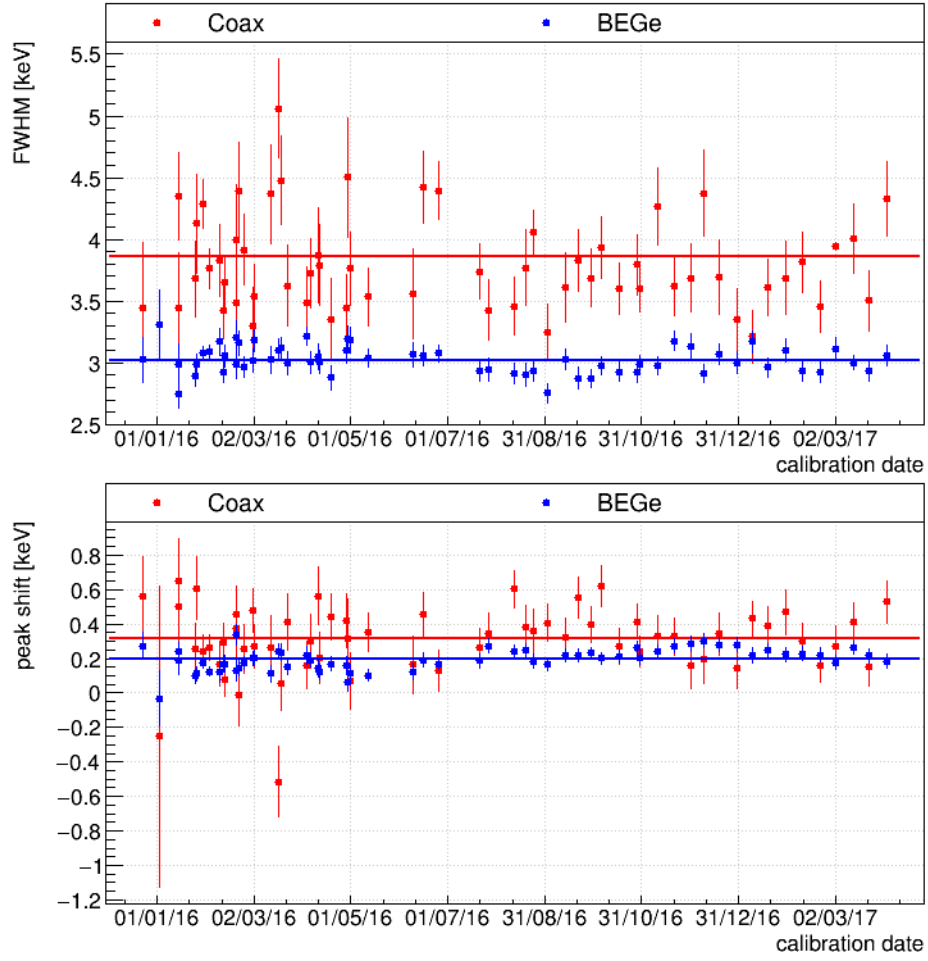 Coax BEGe
FWHM [keV]
5.5
5
4.5
4
3.5
3
2.5
01/01/16 02/03/16 01/05/16 01/07/16 31/08/16 31/10/16 31/12/16 02/03/17
calibration date
Coax BEGe
peak shift [keV]
0.8
0.6
0.4
0.2
0
−0.2
−0.4
−0.6
−0.8
−1
−1.2
01/01/16 02/03/16 01/05/16 01/07/16 31/08/16 31/10/16 31/12/16 02/03/17
calibration date